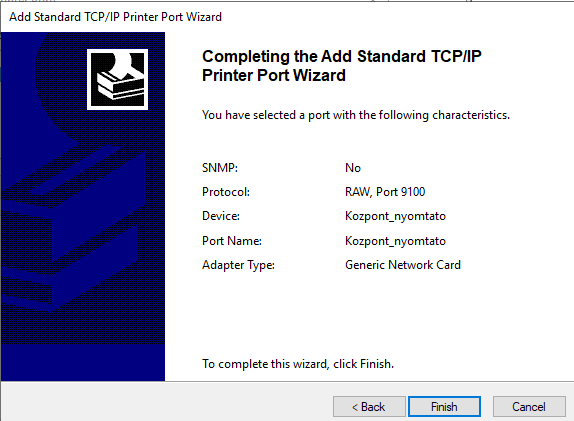 Add Standard TCP/IP Printer Port Wizard
Completing the Add Standard TCP/IP
Printer Port Wizard
You have selected a port with the following characteristics.
SNMP: No
Protocol: RAW, Port 9100
Device: Kozpont_nyomtato
Port Name: Kozpont_nyomtato
Adapter Type: Generic Network Card
To complete this wizard, click Finish.
< Back Finish Cancel